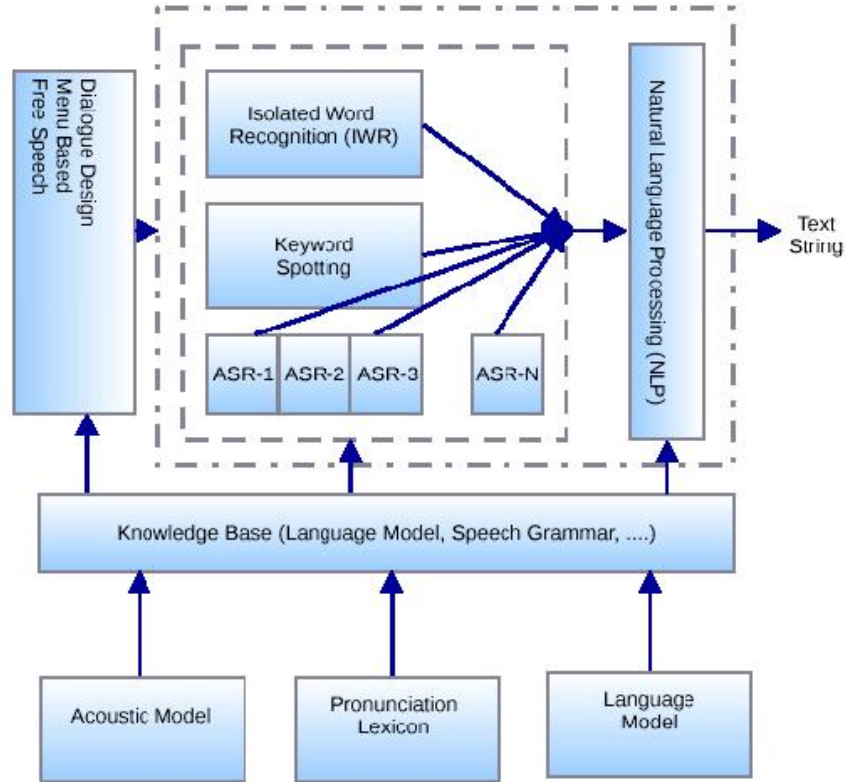 Dialogue Design
Menu Based
Free Speech
Isolated Word
Recognition (IWR)
Keyword
Spotting
ASR-1
ASR-2
ASR-3
ASR-N
Natural Language Processing (NLP)
Text
String
Knowledge Base (Language Model, Speech Grammar, ....)
Acoustic Model
Pronunciation
Lexicon
Language
Model